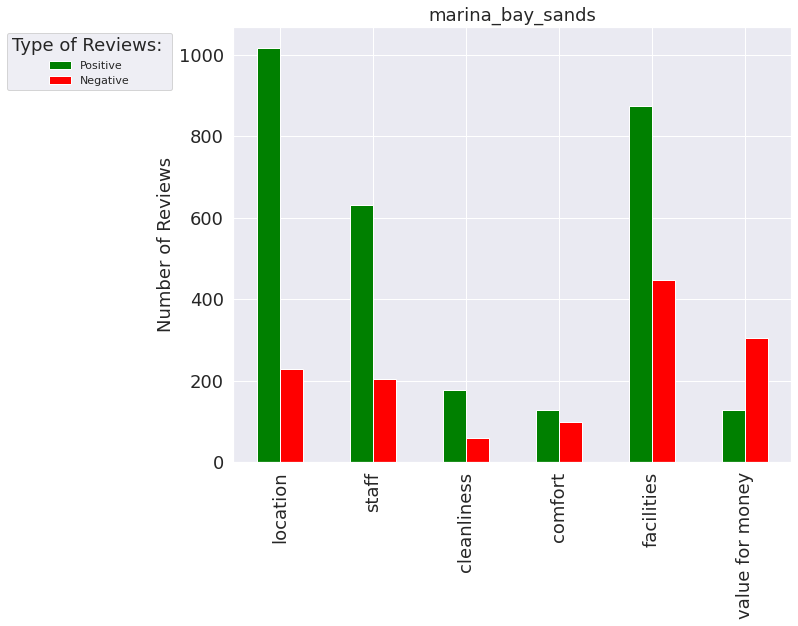 marina_bay_sands
Type of Reviews:
Positive
Negative
Number of Reviews
1000
800
600
400
200
0
location
staff
cleanliness
comfort
facilities
value for money